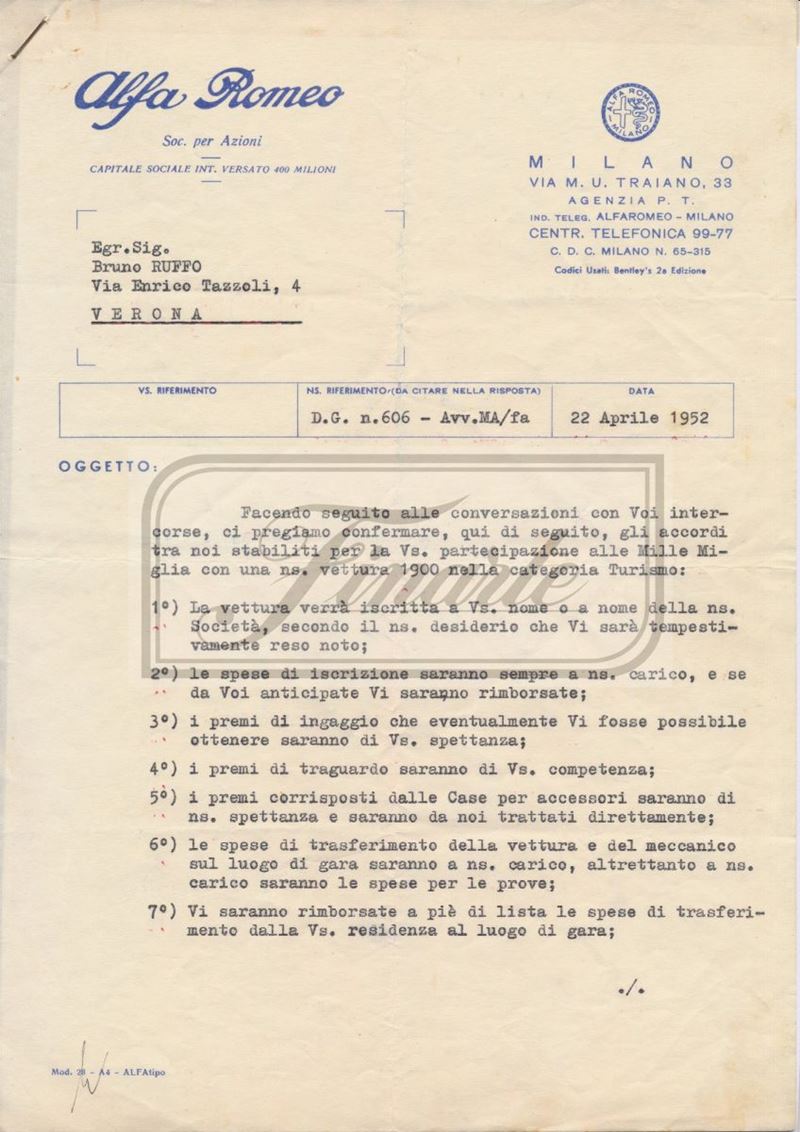 Alfa Romeo
Soc. per Azioni
CAPITALE SOCIALE INT. VERSATO 400 MILIONI
ALFA ROMEO
MILANO
MILANO
VIA M. U. TRAIANO, 33
AGENZIA P. T.
IND. TELEG. ALFAROMEO - MILANO
CENTR. TELEFONICA 99-77
C. D. C. MILANO N. 65-315
Codici Usati: Bentley's 2a Edizione
Egr.Sig.
Bruno RUFFO
Via Enrico Tazzoli, 4
V E R O N A
VS. RIFERIMENTO
NS. RIFERIMENTO (DA CITARE NELLA RISPOSTA)
DATA
D.G. n.606 - Avv.MA/fa
22 Aprile 1952
OGGETTO:
Facendo seguito alle conversazioni con Voi inter-
corse, ci pregiamo confermare, qui di seguito, gli accordi
tra noi stabiliti per la Vs. partecipazione alle Mille Mi-
glia con una ns. vettura 1900 nella categoria Turismo:
1°) La vettura verrà iscritta a Vs. nome o a nome della ns.
Società, secondo il ns. desiderio che Vi sarà tempesti-
vamente reso noto;
2°) le spese di iscrizione saranno sempre a ns. carico, e se
da Voi anticipate Vi saranno rimborsate;
3°) i premi di ingaggio che eventualmente Vi fosse possibile
ottenere saranno di Vs. spettanza;
4°) i premi di traguardo saranno di Vs. competenza;
5°) i premi corrisposti dalle Case per accessori saranno di
ns. spettanza e saranno da noi trattati direttamente;
6°) le spese di trasferimento della vettura e del meccanico
sul luogo di gara saranno a ns. carico, altrettanto a ns.
carico saranno le spese per le prove;
7°) Vi saranno rimborsate a piè di lista le spese di trasferi-
mento dalla Vs. residenza al luogo di gara;
./.
Mod. 28 - A4 - ALFAtipo